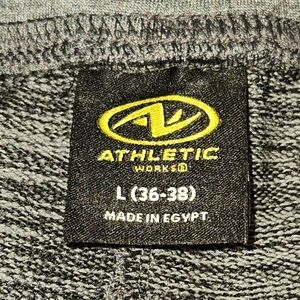 ATHLETIC
WORKS®
L (36-38)
MADE IN EGYPT